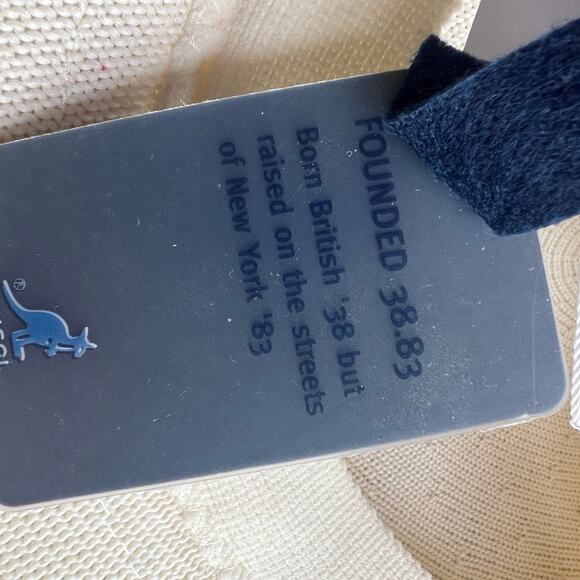 FOUNDED 38.83
Born British '38 but
raised on the streets
of New York '83
®